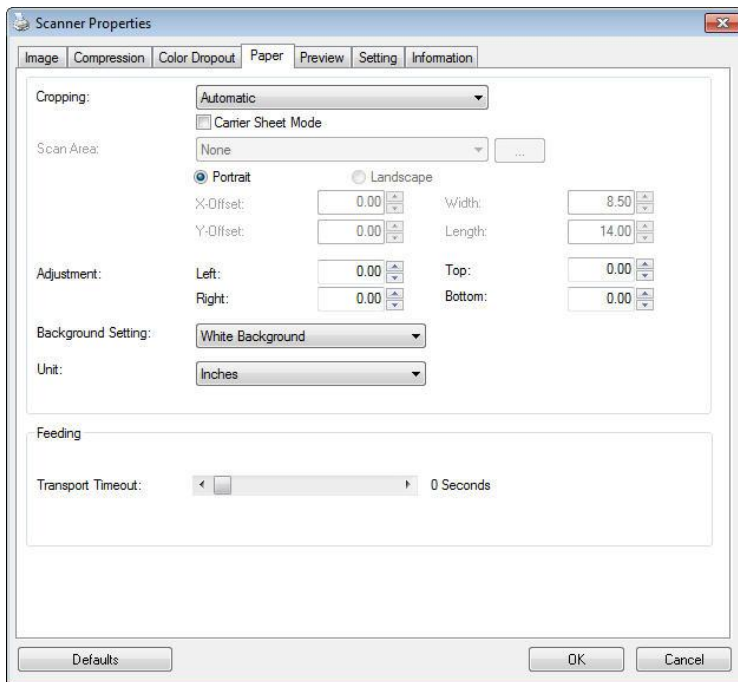 Scanner Properties
Image Compression Color Dropout Paper Preview Setting Information
Cropping: Automatic
Carrier Sheet Mode
Scan Area: None ...
Portrait Landscape
X-Offset: 0.00 Width: 8.50
Y-Offset: 0.00 Length: 14.00
Adjustment: Left: 0.00 Top: 0.00
Right: 0.00 Bottom: 0.00
Background Setting: White Background
Unit: Inches
Feeding
Transport Timeout: 0 Seconds
Defaults OK Cancel